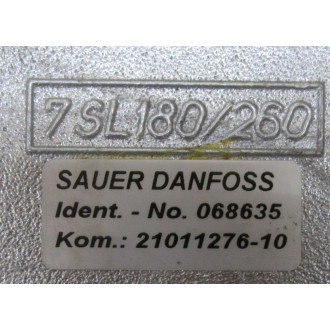 7SL180/260
SAUER DANFOSS
Ident. - No. 068635
Kom.: 21011276-10